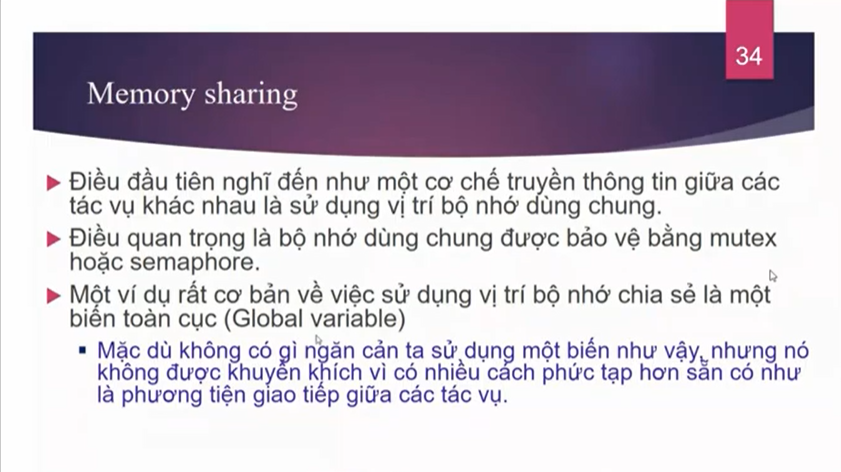 34
Memory sharing
Điều đầu tiên nghĩ đến như một cơ chế truyền thông tin giữa các
tác vụ khác nhau là sử dụng vị trí bộ nhớ dùng chung.
Điều quan trọng là bộ nhớ dùng chung được bảo vệ bằng mutex
hoặc semaphore.
Một ví dụ rất cơ bản về việc sử dụng vị trí bộ nhớ chia sẻ là một
biến toàn cục (Global variable)
Mặc dù không có gì ngăn cản ta sử dụng một biến như vậy, nhưng nó
không được khuyến khích vì có nhiều cách phức tạp hơn sẵn có như
là phương tiện giao tiếp giữa các tác vụ.